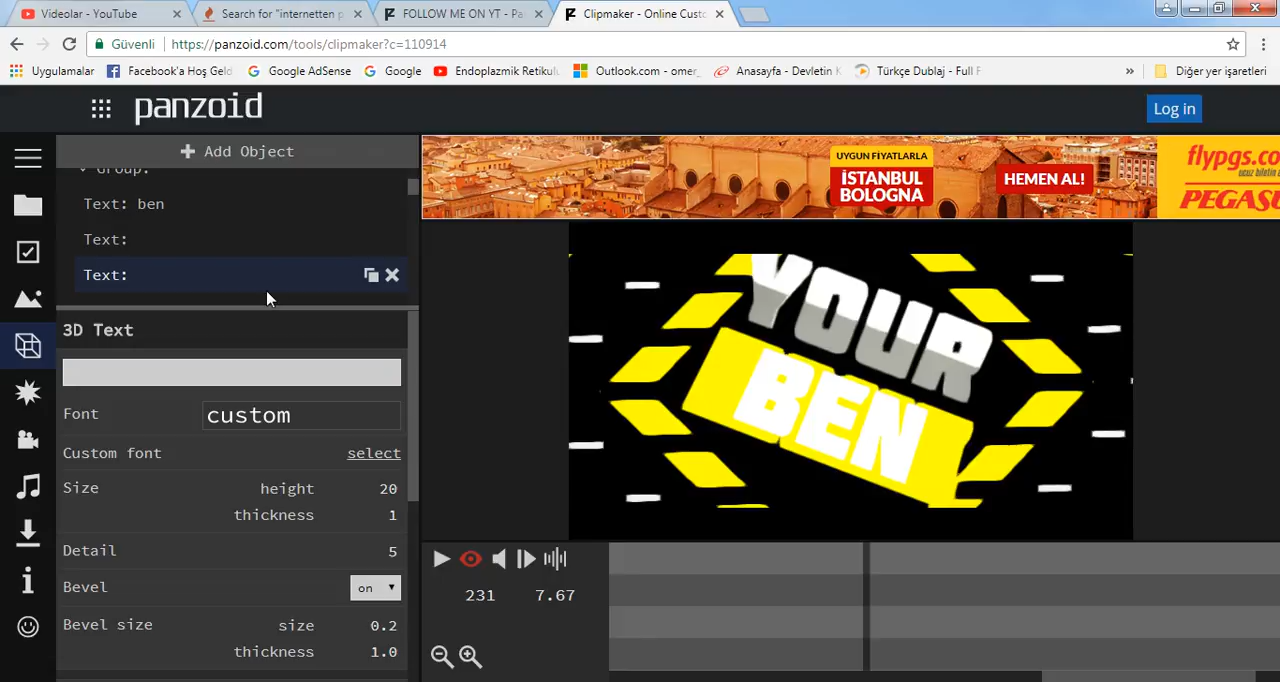 Videolar - YouTube
Search for "internetten p
FOLLOW ME ON YT - Pa
Clipmaker - Online Custo
Güvenli
https://panzoid.com/tools/clipmaker?c=110914
Uygulamalar
Facebook'a Hoş Geld
Google AdSense
Google
Endoplazmik Retikulu
Outlook.com - omer_
Anasayfa - Devletin K
Türkçe Dublaj - Full F
»
Diğer yer işaretleri
panzoid
Log in
+ Add Object
Group:
Text: ben
Text:
Text:
3D Text
Font custom
Custom font select
Size height 20
thickness 1
Detail 5
Bevel on
Bevel size size 0.2
thickness 1.0
UYGUN FİYATLARLA
İSTANBUL
BOLOGNA
HEMEN AL!
flypgs.co
PEGASU
YOUR
BEN
231 7.67